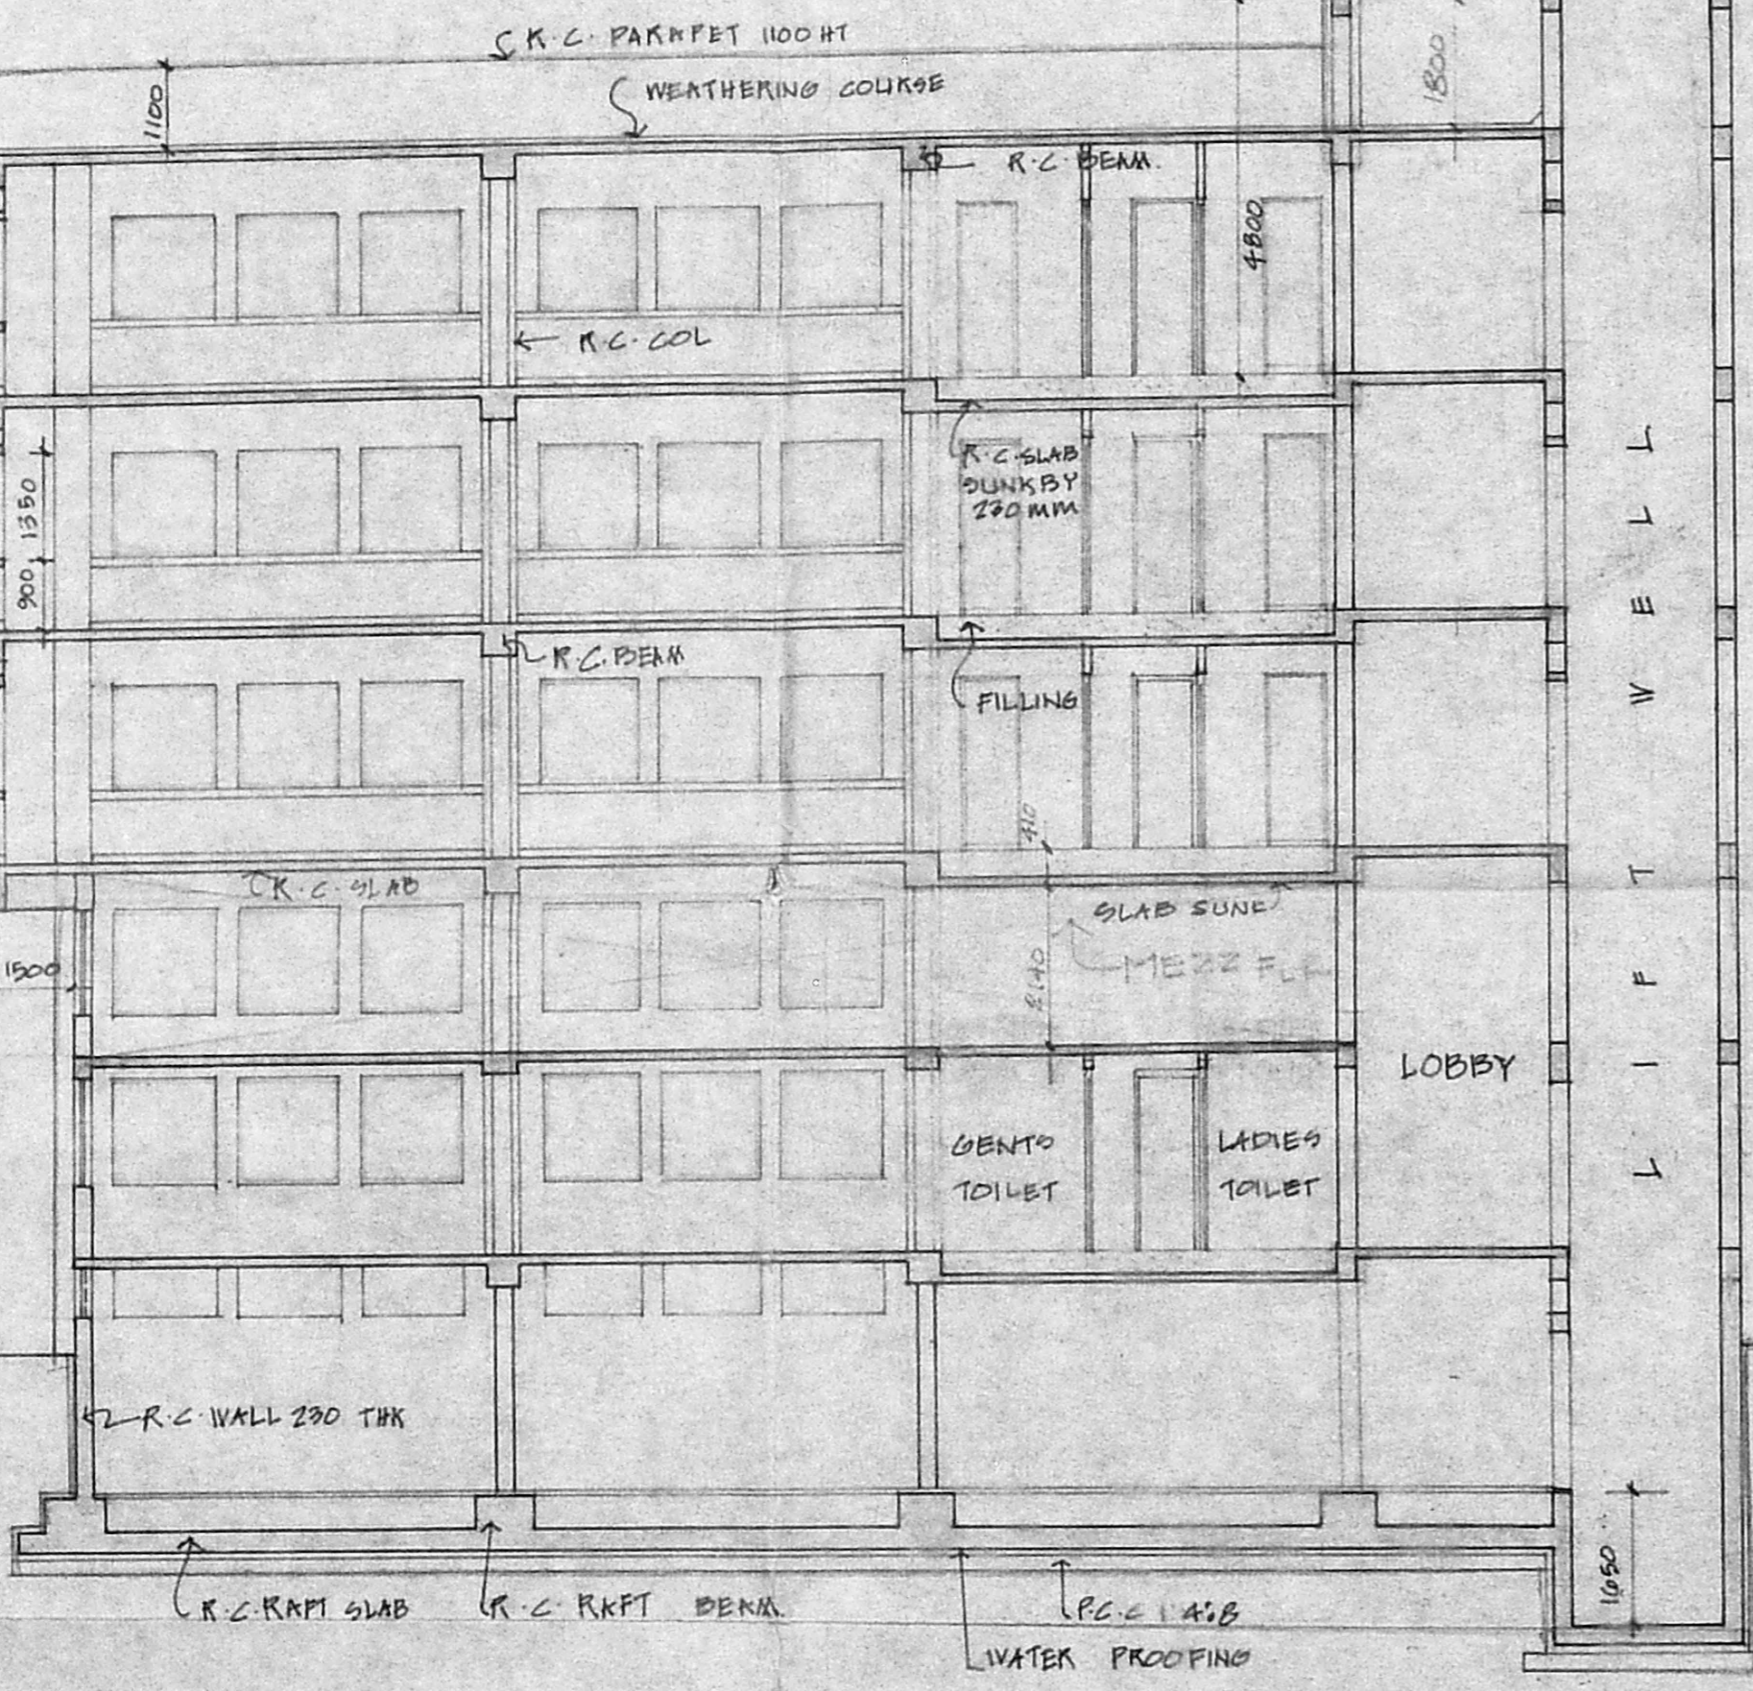 R.C. PARAPET 1100 HT
WEATHERING COURSE
1100
1800
R.C. BEAM.
4800
R.C. COL
R.C. SLAB
SUNK BY
230 MM
1350
900
R.C. BEAM
FILLING
410
R.C. SLAB
SLAB SUNK
MEZZ FLR
1500
2140
LOBBY
LIFT WELL
GENTS
TOILET
LADIES
TOILET
R.C. WALL 230 THK
1650
R.C. RAFT SLAB
R.C. RAFT BEAM
P.C.C 1:4:8
WATER PROOFING